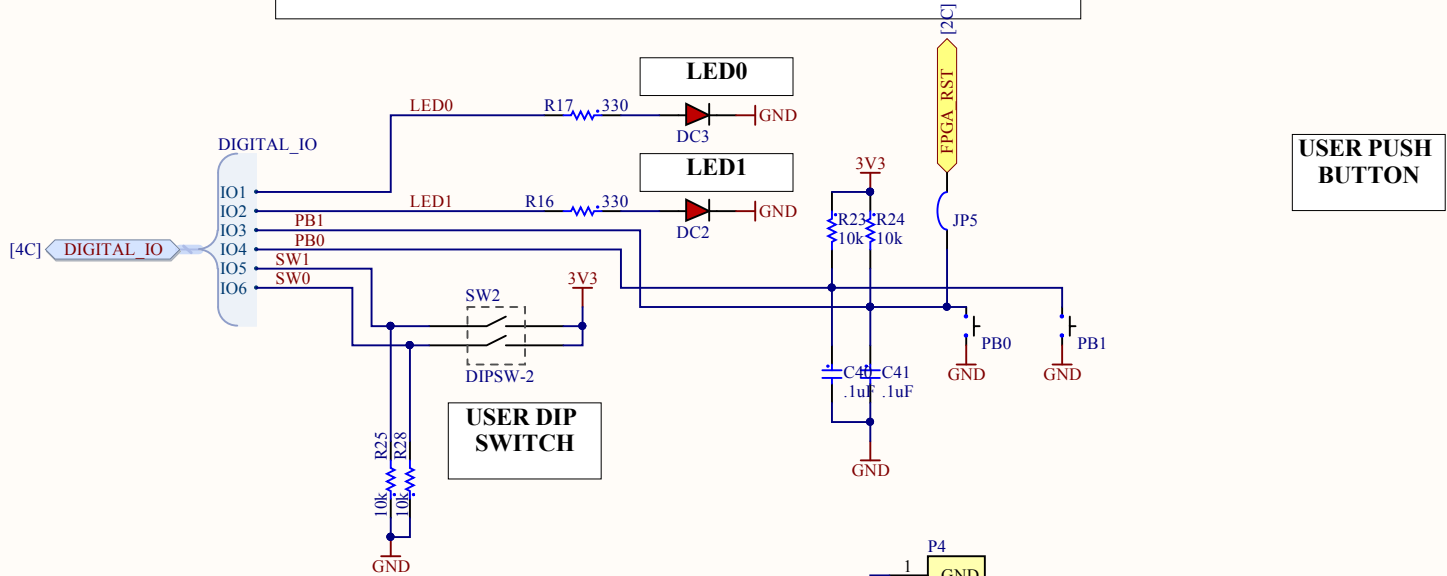 [2C]
FPGA_RST
LED0
LED0
R17
330
GND
DC3
DIGITAL_IO
LED1
3V3
USER PUSH
BUTTON
IO1
IO2
LED1
R16
330
GND
DC2
R23
10k
R24
10k
JP5
IO3
PB1
IO4
PB0
[4C]
DIGITAL_IO
IO5
SW1
IO6
SW0
SW2
3V3
DIPSW-2
PB0
GND
PB1
GND
C40
.1uF
C41
.1uF
USER DIP
SWITCH
R25
10k
R28
10k
GND
GND
P4
1
GND